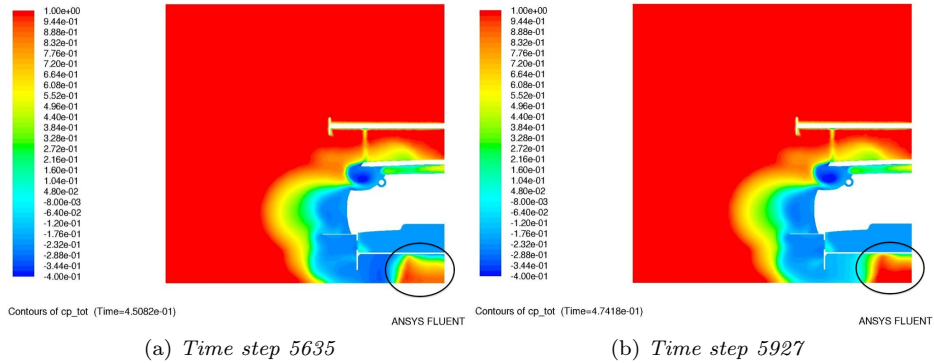 1.00e+00
9.44e-01
8.88e-01
8.32e-01
7.76e-01
7.20e-01
6.64e-01
6.08e-01
5.52e-01
4.96e-01
4.40e-01
3.84e-01
3.28e-01
2.72e-01
2.16e-01
1.60e-01
1.04e-01
4.80e-02
-8.00e-03
-6.40e-02
-1.20e-01
-1.76e-01
-2.32e-01
-2.88e-01
-3.44e-01
-4.00e-01
Contours of cp_tot (Time=4.5082e-01)
ANSYS FLUENT
(a) Time step 5635
1.00e+00
9.44e-01
8.88e-01
8.32e-01
7.76e-01
7.20e-01
6.64e-01
6.08e-01
5.52e-01
4.96e-01
4.40e-01
3.84e-01
3.28e-01
2.72e-01
2.16e-01
1.60e-01
1.04e-01
4.80e-02
-8.00e-03
-6.40e-02
-1.20e-01
-1.76e-01
-2.32e-01
-2.88e-01
-3.44e-01
-4.00e-01
Contours of cp_tot (Time=4.7418e-01)
ANSYS FLUENT
(b) Time step 5927